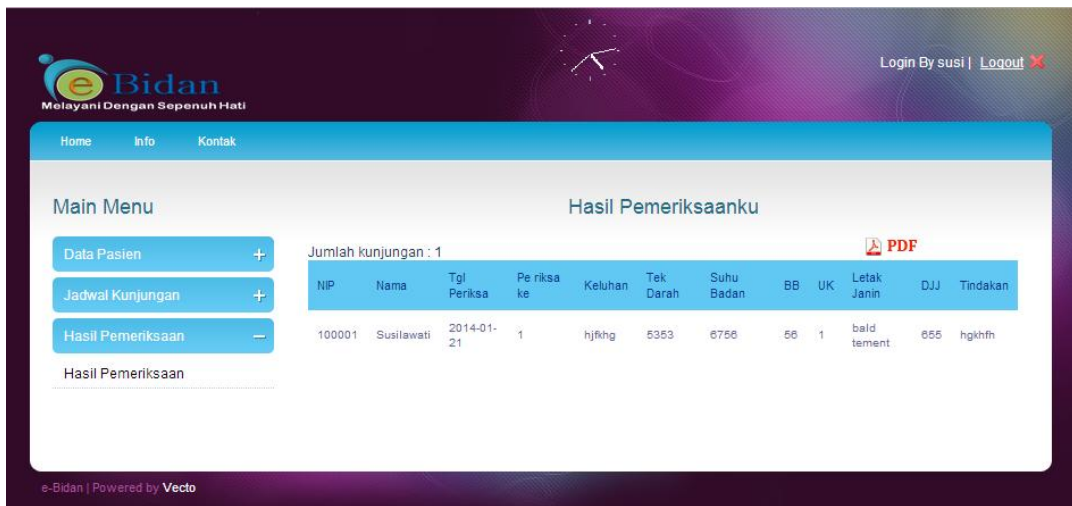 e Bidan
Melayani Dengan Sepenuh Hati
Login By susi | Logout
Home Info Kontak
Main Menu
Hasil Pemeriksaanku
Data Pasien
Jadwal Kunjungan
Hasil Pemeriksaan
Hasil Pemeriksaan
Jumlah kunjungan : 1
PDF
NIP Nama Tgl Periksa Pe riksa ke Keluhan Tek Darah Suhu Badan BB UK Letak Janin DJJ Tindakan
100001 Susilawati 2014-01-21 1 hjfkhg 5353 6756 56 1 bald tement 655 hgkhfh
e-Bidan | Powered by Vecto